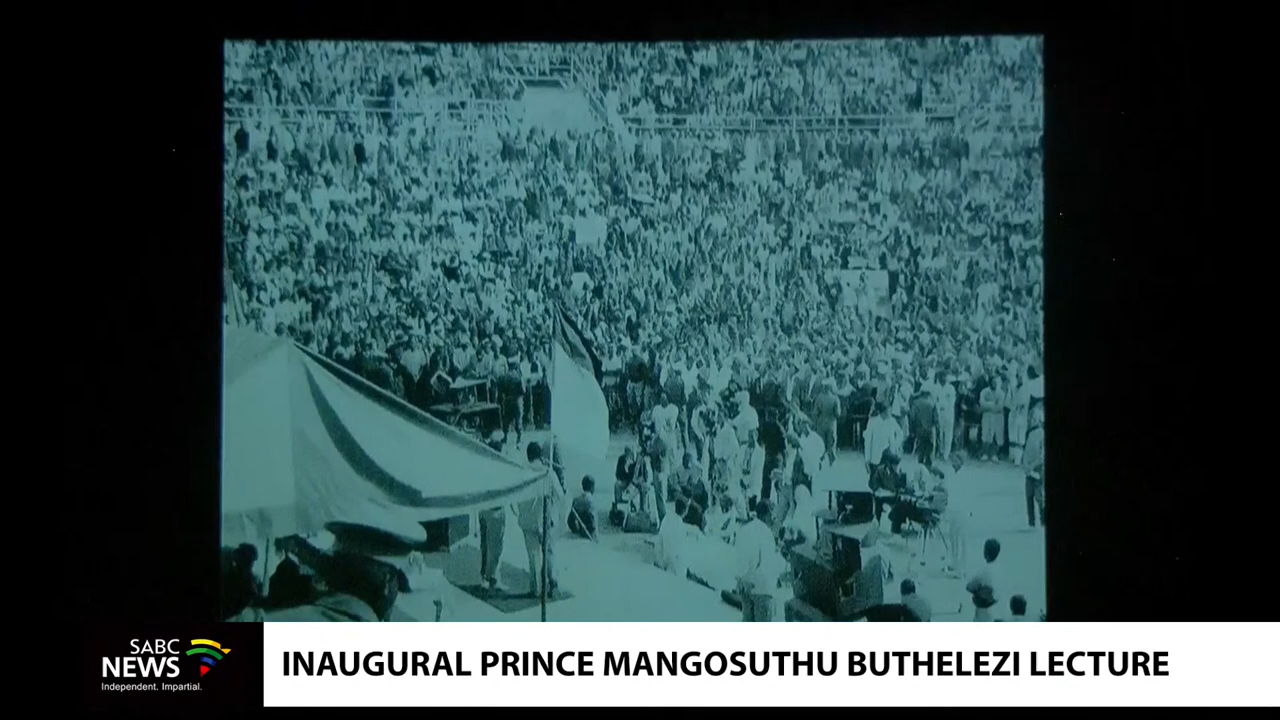 SABC
NEWS
Independent. Impartial.
INAUGURAL PRINCE MANGOSUTHU BUTHELEZI LECTURE